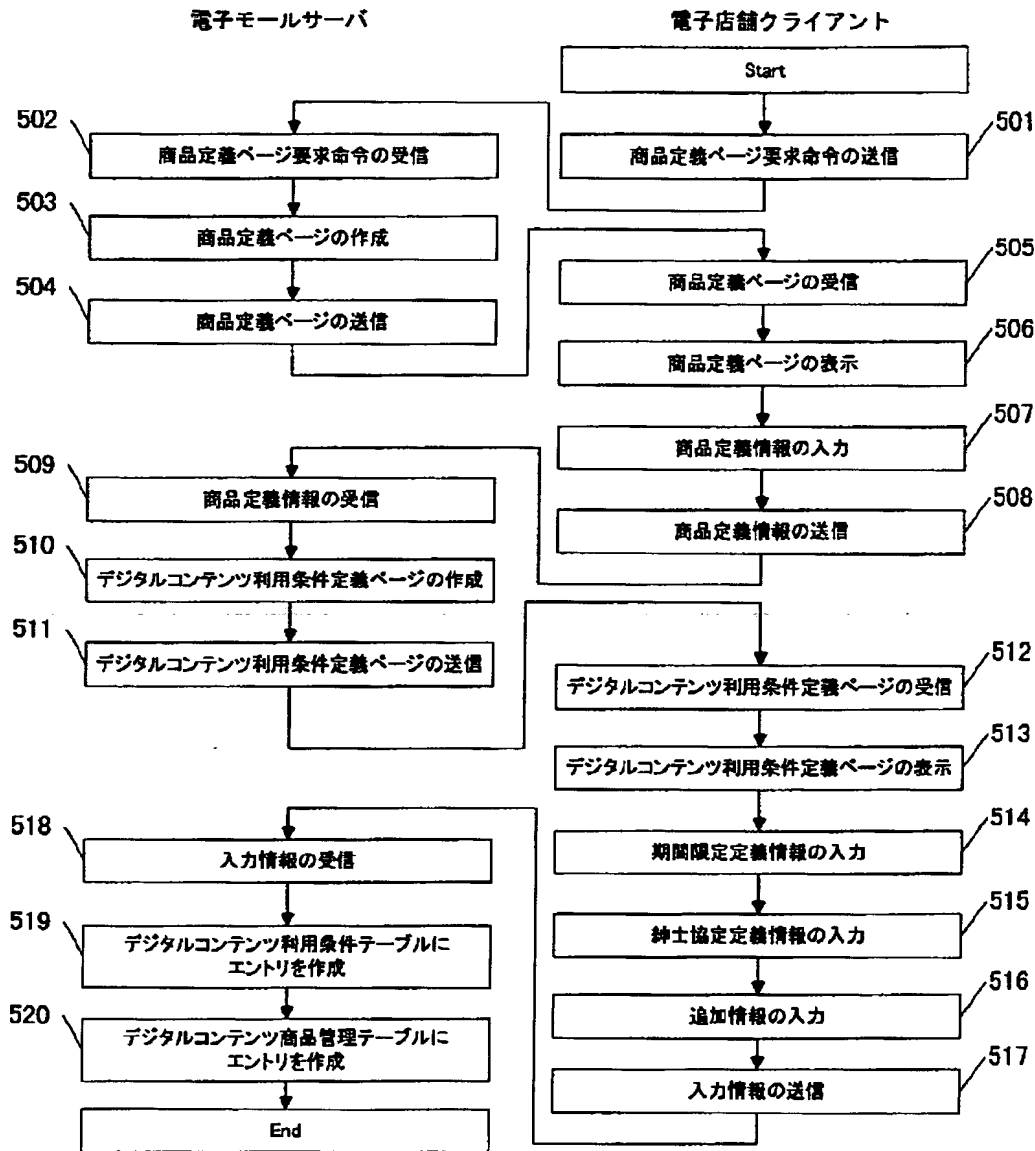 電子モールサーバ
電子店舗クライアント
Start
501
商品定義ページ要求命令の送信
502
商品定義ページ要求命令の受信
503
商品定義ページの作成
504
商品定義ページの送信
505
商品定義ページの受信
506
商品定義ページの表示
507
商品定義情報の入力
508
商品定義情報の送信
509
商品定義情報の受信
510
デジタルコンテンツ利用条件定義ページの作成
511
デジタルコンテンツ利用条件定義ページの送信
512
デジタルコンテンツ利用条件定義ページの受信
513
デジタルコンテンツ利用条件定義ページの表示
514
期間限定定義情報の入力
515
紳士協定定義情報の入力
516
追加情報の入力
517
入力情報の送信
518
入力情報の受信
519
デジタルコンテンツ利用条件テーブルに
エントリを作成
520
デジタルコンテンツ商品管理テーブルに
エントリを作成
End